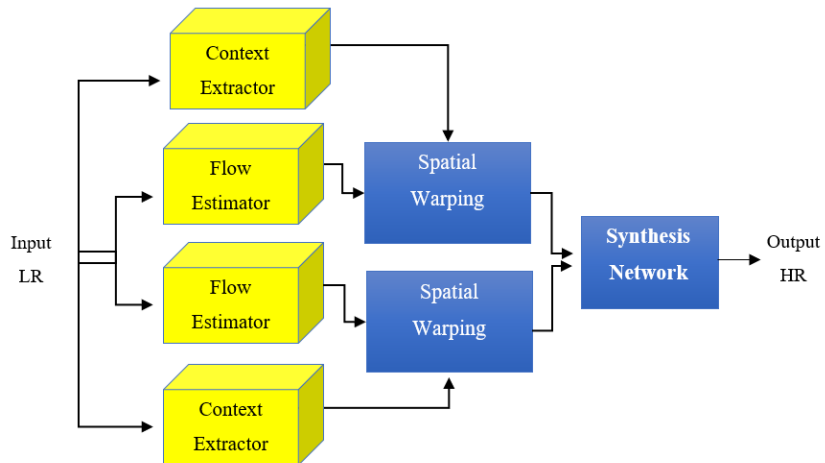 Context
Extractor
Flow
Estimator
Spatial
Warping
Input
LR
Synthesis
Network
Output
HR
Flow
Estimator
Spatial
Warping
Context
Extractor